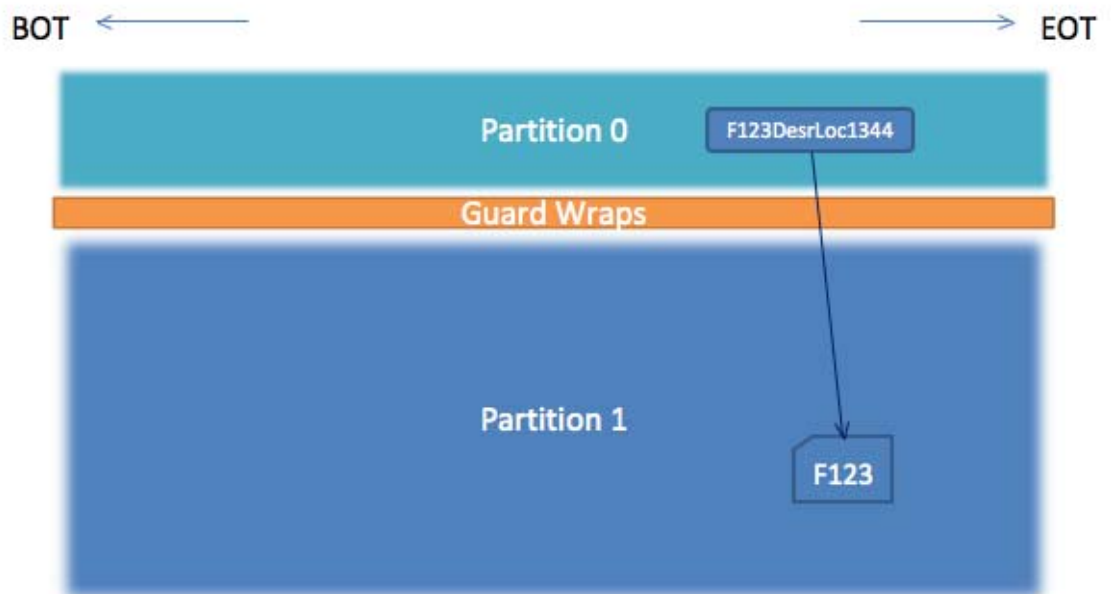 BOT
EOT
Partition 0
F123DesrLoc1344
Guard Wraps
Partition 1
F123